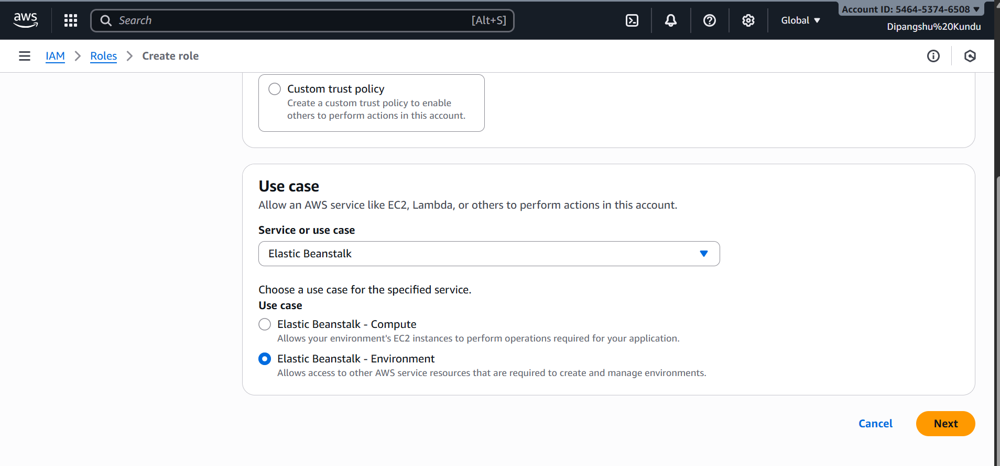 aws
Search
[Alt+S]
Global
Account ID: 5464-5374-6508
Dipangshu%20Kundu
IAM
Roles
Create role
Custom trust policy
Create a custom trust policy to enable
others to perform actions in this account.
Use case
Allow an AWS service like EC2, Lambda, or others to perform actions in this account.
Service or use case
Elastic Beanstalk
Choose a use case for the specified service.
Use case
Elastic Beanstalk - Compute
Allows your environment's EC2 instances to perform operations required for your application.
Elastic Beanstalk - Environment
Allows access to other AWS service resources that are required to create and manage environments.
Cancel
Next